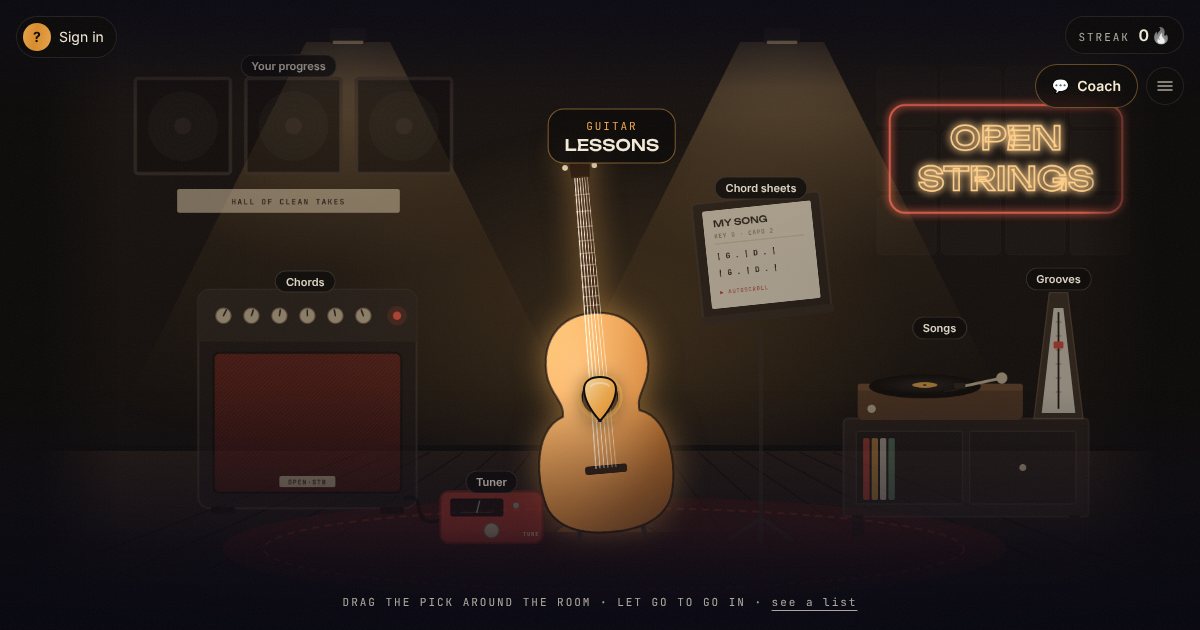 ? Sign in
STREAK 0
Your progress
Coach
GUITAR
LESSONS
OPEN
STRINGS
HALL OF CLEAN TAKES
Chord sheets
MY SONG
KEY G · CAPO 2
| G . | D . |
| G . | D . |
▶ AUTOSCROLL
Chords
Grooves
Songs
OPEN·STR
Tuner
TUNE
DRAG THE PICK AROUND THE ROOM · LET GO TO GO IN · see a list